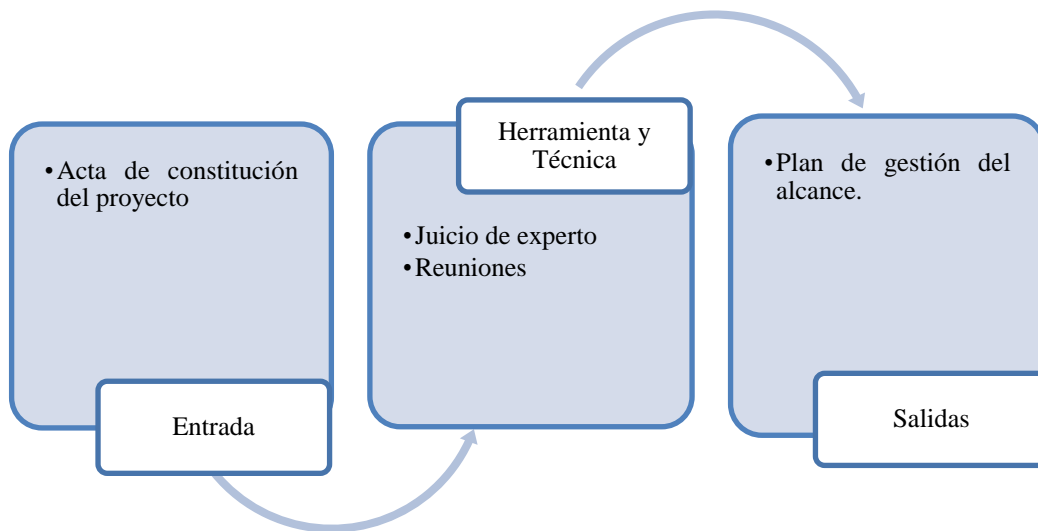 •Acta de constitución
del proyecto
Entrada
Herramienta y
Técnica
•Juicio de experto
•Reuniones
•Plan de gestión del
alcance.
Salidas